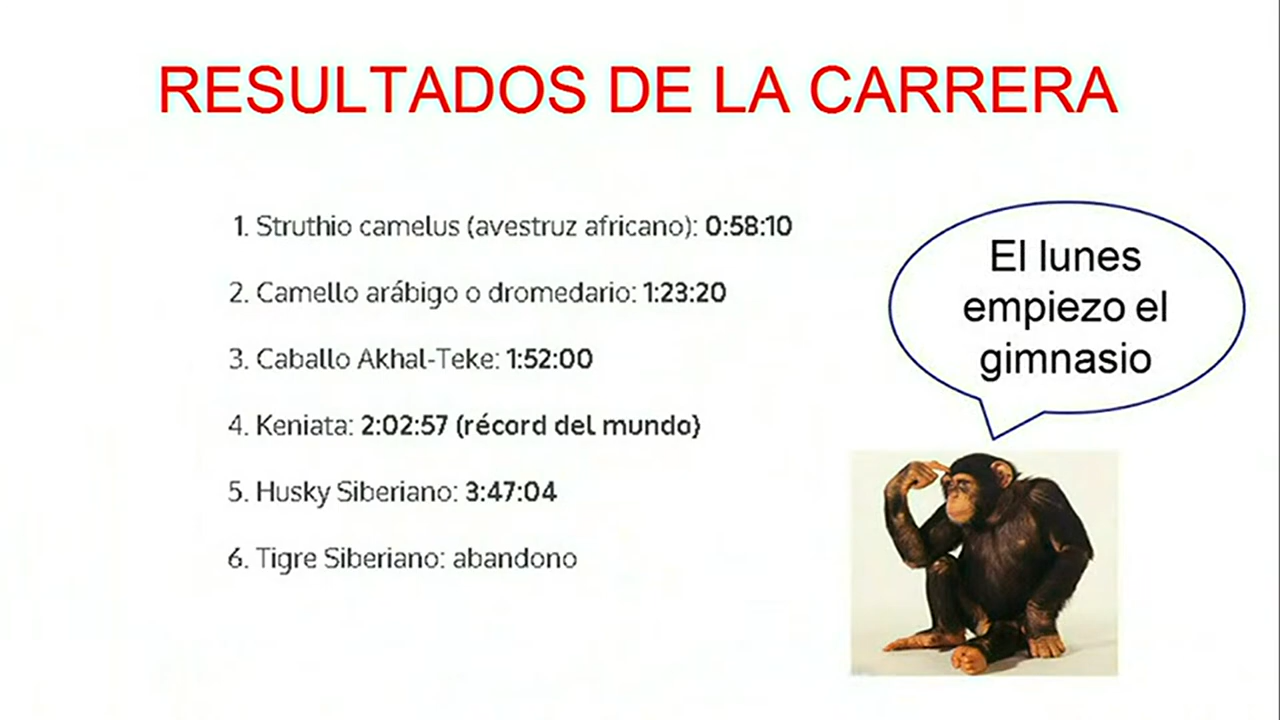 RESULTADOS DE LA CARRERA
1. Struthio camelus (avestruz africano): 0:58:10
2. Camello arábigo o dromedario: 1:23:20
3. Caballo Akhal-Teke: 1:52:00
4. Keniata: 2:02:57 (récord del mundo)
5. Husky Siberiano: 3:47:04
6. Tigre Siberiano: abandono
El lunes
empiezo el
gimnasio